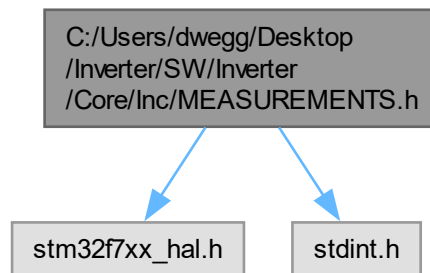 C:/Users/dwegg/Desktop
/Inverter/SW/Inverter
/Core/Inc/MEASUREMENTS.h
stm32f7xx_hal.h
stdint.h